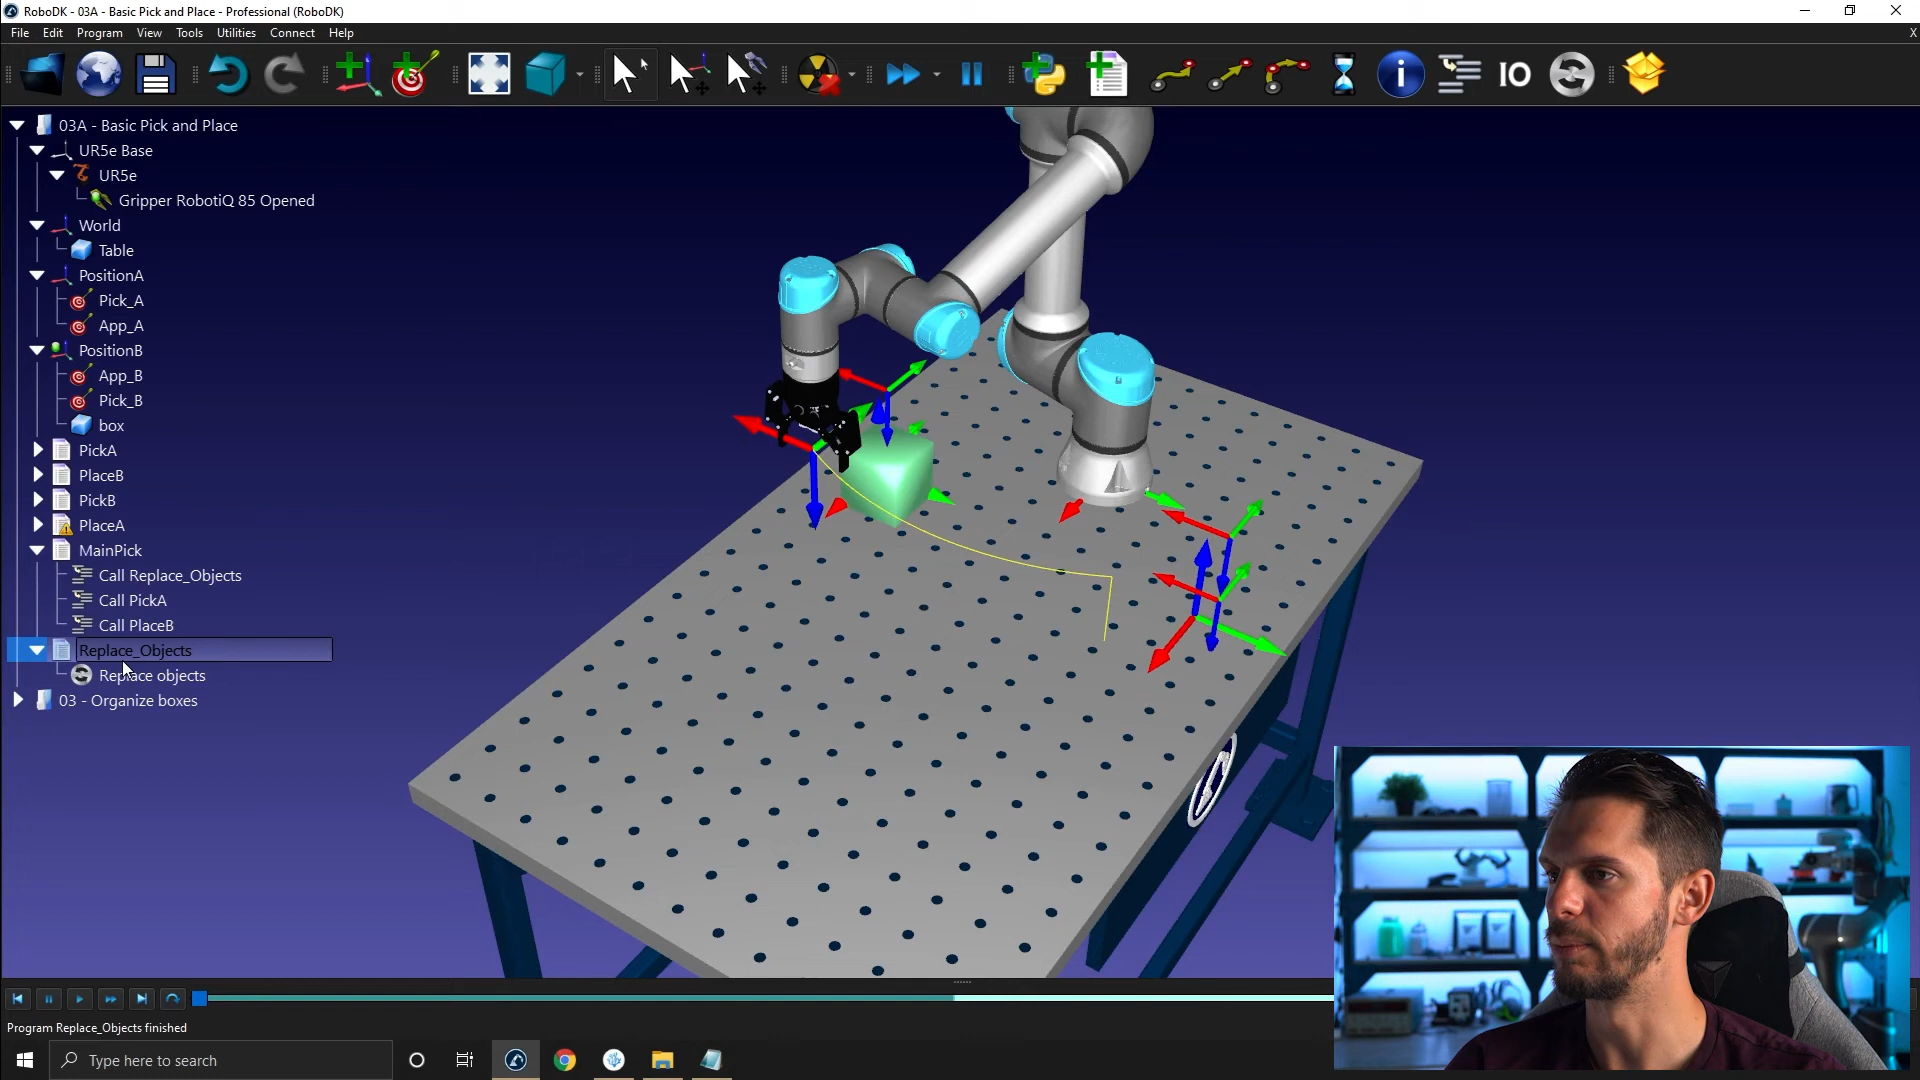 RoboDK - 03A - Basic Pick and Place - Professional (RoboDK)
File Edit Program View Tools Utilities Connect Help X
IO
03A - Basic Pick and Place
UR5e Base
UR5e
Gripper RobotiQ 85 Opened
World
Table
PositionA
Pick_A
App_A
PositionB
App_B
Pick_B
box
PickA
PlaceB
PickB
PlaceA
MainPick
Call Replace_Objects
Call PickA
Call PlaceB
Replace_Objects
Replace objects
03 - Organize boxes
Program Replace_Objects finished
Type here to search